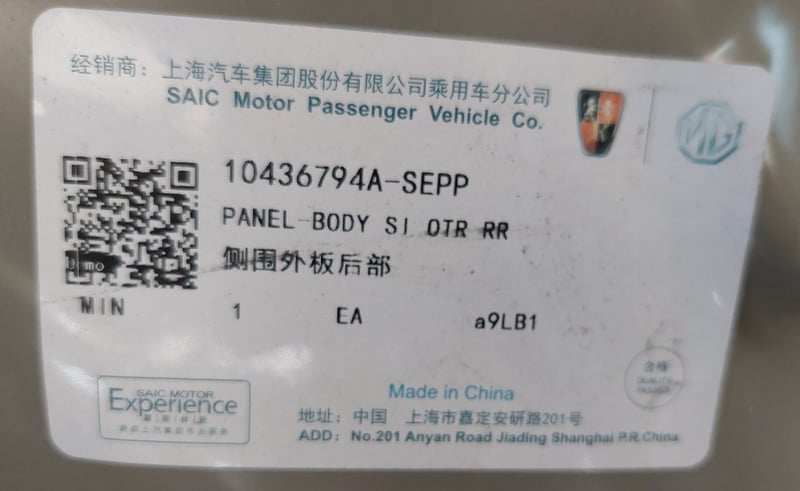 经销商：上海汽车集团股份有限公司乘用车分公司
SAIC Motor Passenger Vehicle Co.
MG
10436794A-SEPP
PANEL-BODY SI OTR RR
侧围外板后部
MIN 1 EA a9LB1
合格
QUALITY
PASSED
SAIC MOTOR
Experience
Made in China
地址：中国 上海市嘉定安研路201号
ADD：No.201 Anyan Road Jiading Shanghai P.R.China